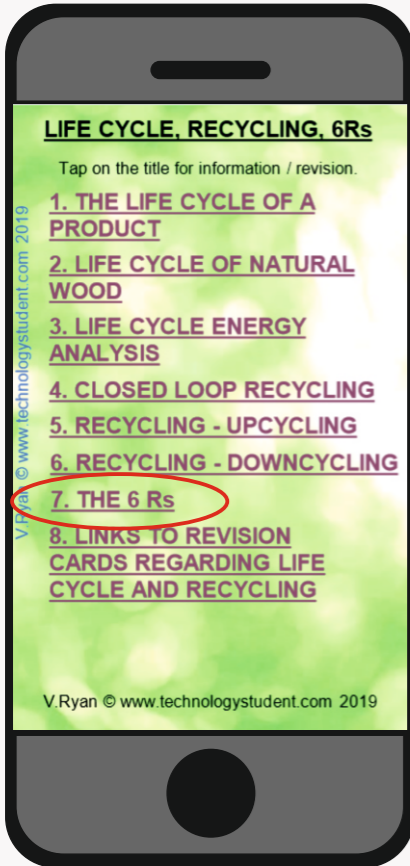 LIFE CYCLE, RECYCLING, 6Rs
Tap on the title for information / revision.
1. THE LIFE CYCLE OF A
PRODUCT
2. LIFE CYCLE OF NATURAL
WOOD
3. LIFE CYCLE ENERGY
ANALYSIS
4. CLOSED LOOP RECYCLING
5. RECYCLING - UPCYCLING
6. RECYCLING - DOWNCYCLING
7. THE 6 Rs
8. LINKS TO REVISION
CARDS REGARDING LIFE
CYCLE AND RECYCLING
V.Ryan © www.technologystudent.com 2019
V.Ryan © www.technologystudent.com 2019